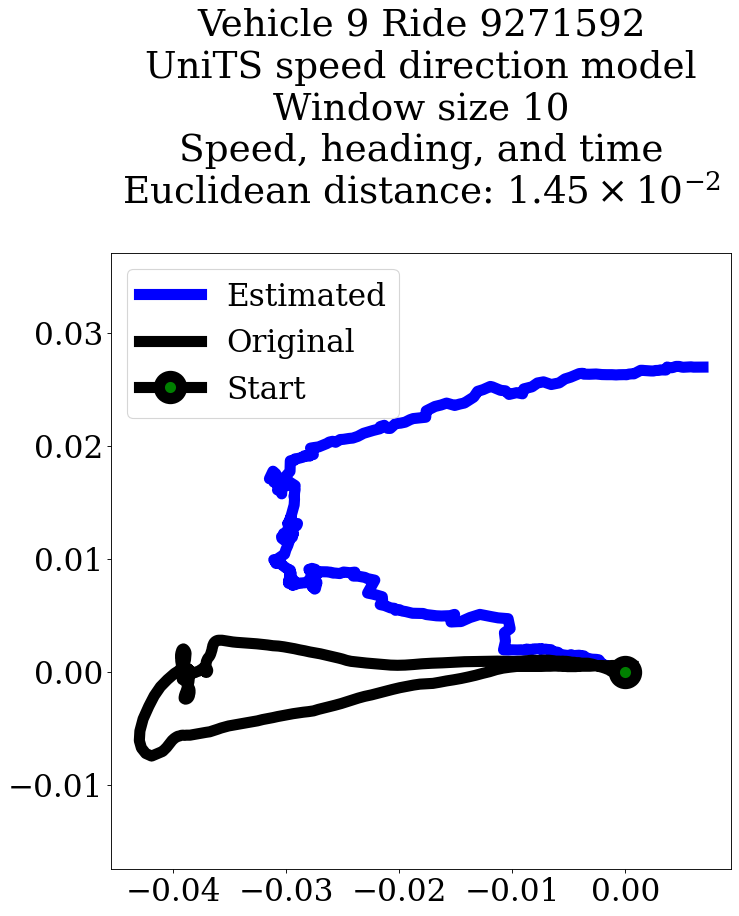 Vehicle 9 Ride 9271592
UniTS speed direction model
Window size 10
Speed, heading, and time
Euclidean distance: 1.45 × 10⁻²
Estimated
Original
Start
0.03
0.02
0.01
0.00
−0.01
−0.04 −0.03 −0.02 −0.01 0.00